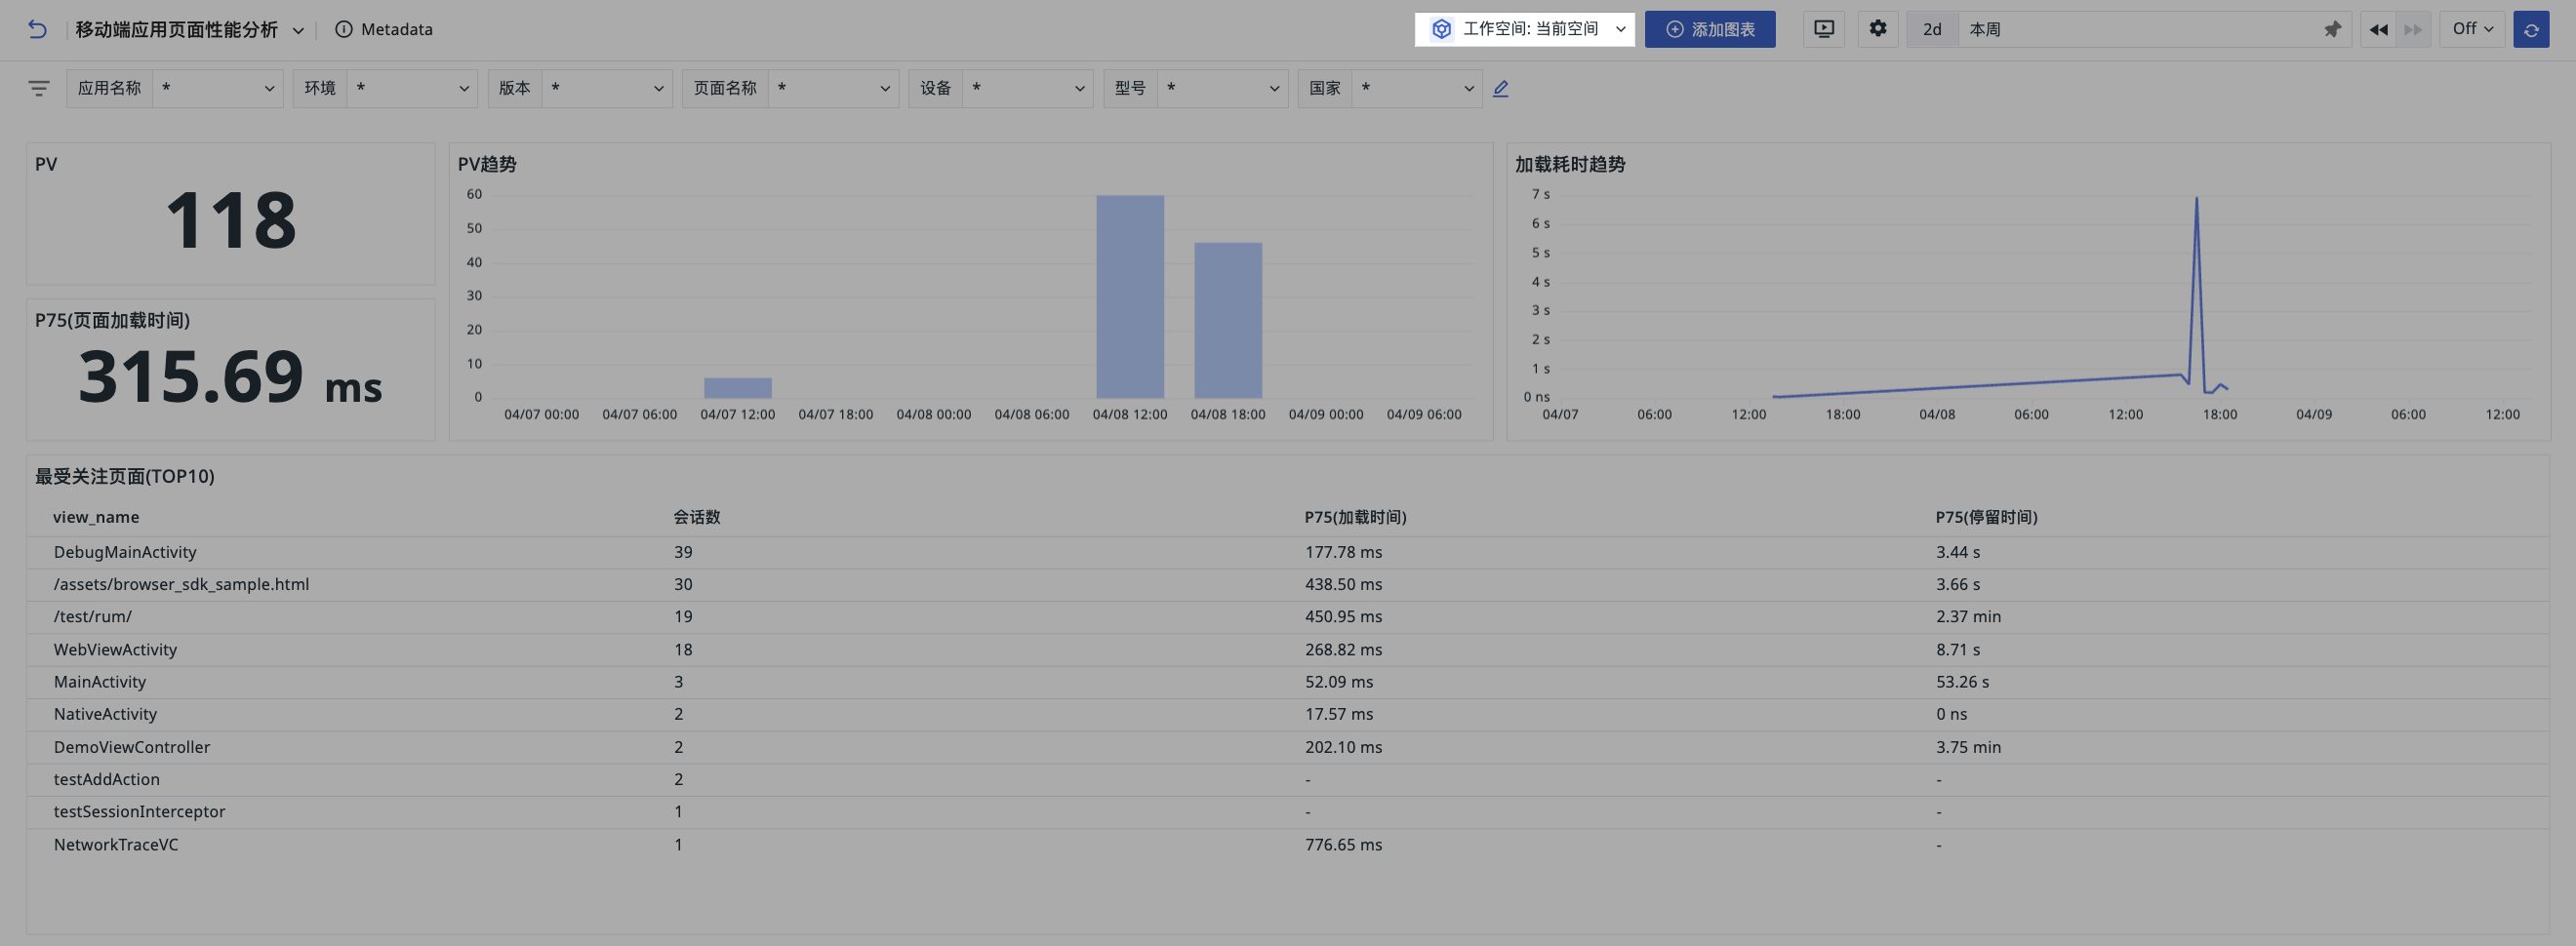 移动端应用页面性能分析 Metadata 工作空间: 当前空间 添加图表 2d 本周 Off
应用名称 * 环境 * 版本 * 页面名称 * 设备 * 型号 * 国家 *
PV
118
P75(页面加载时间)
315.69 ms
PV趋势
60
50
40
30
20
10
0
04/07 00:00 04/07 06:00 04/07 12:00 04/07 18:00 04/08 00:00 04/08 06:00 04/08 12:00 04/08 18:00 04/09 00:00 04/09 06:00
加载耗时趋势
7 s
6 s
5 s
4 s
3 s
2 s
1 s
0 ns
04/07 06:00 12:00 18:00 04/08 06:00 12:00 18:00 04/09 06:00 12:00
最受关注页面(TOP10)
view_name 会话数 P75(加载时间) P75(停留时间)
DebugMainActivity 39 177.78 ms 3.44 s
/assets/browser_sdk_sample.html 30 438.50 ms 3.66 s
/test/rum/ 19 450.95 ms 2.37 min
WebViewActivity 18 268.82 ms 8.71 s
MainActivity 3 52.09 ms 53.26 s
NativeActivity 2 17.57 ms 0 ns
DemoViewController 2 202.10 ms 3.75 min
testAddAction 2 - -
testSessionInterceptor 1 - -
NetworkTraceVC 1 776.65 ms -